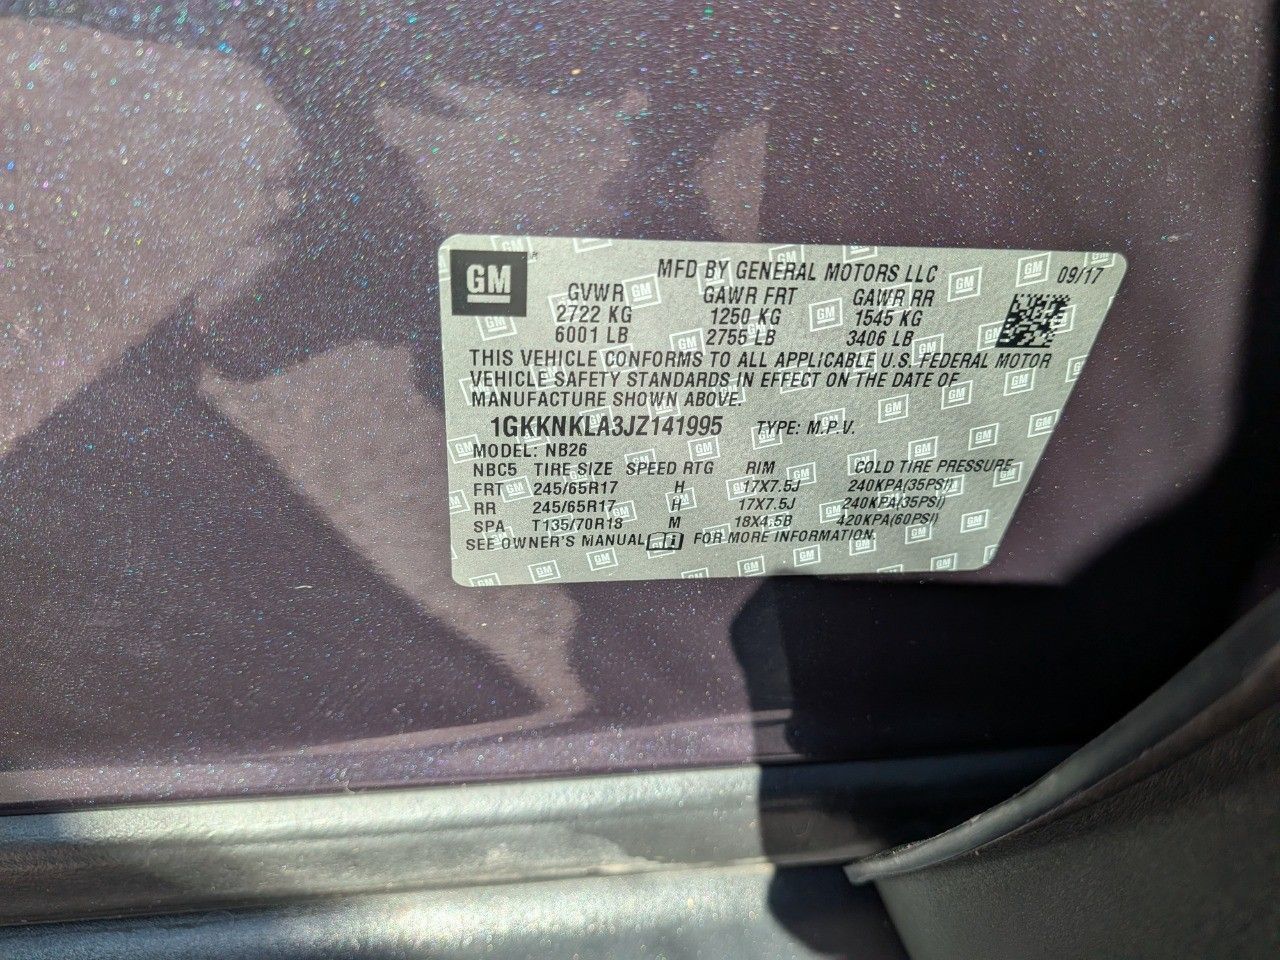 GM MFD BY GENERAL MOTORS LLC 09/17
GVWR GAWR FRT GAWR RR
2722 KG 1250 KG 1545 KG
6001 LB 2755 LB 3406 LB
THIS VEHICLE CONFORMS TO ALL APPLICABLE U.S. FEDERAL MOTOR
VEHICLE SAFETY STANDARDS IN EFFECT ON THE DATE OF
MANUFACTURE SHOWN ABOVE.
1GKKNKLA3JZ141995 TYPE: M.P.V.
MODEL: NB26
NBC5 TIRE SIZE SPEED RTG RIM COLD TIRE PRESSURE
FRT 245/65R17 H 17X7.5J 240KPA(35PSI)
RR 245/65R17 H 17X7.5J 240KPA(35PSI)
SPA T135/70R18 M 18X4.5B 420KPA(60PSI)
SEE OWNER'S MANUAL i FOR MORE INFORMATION.